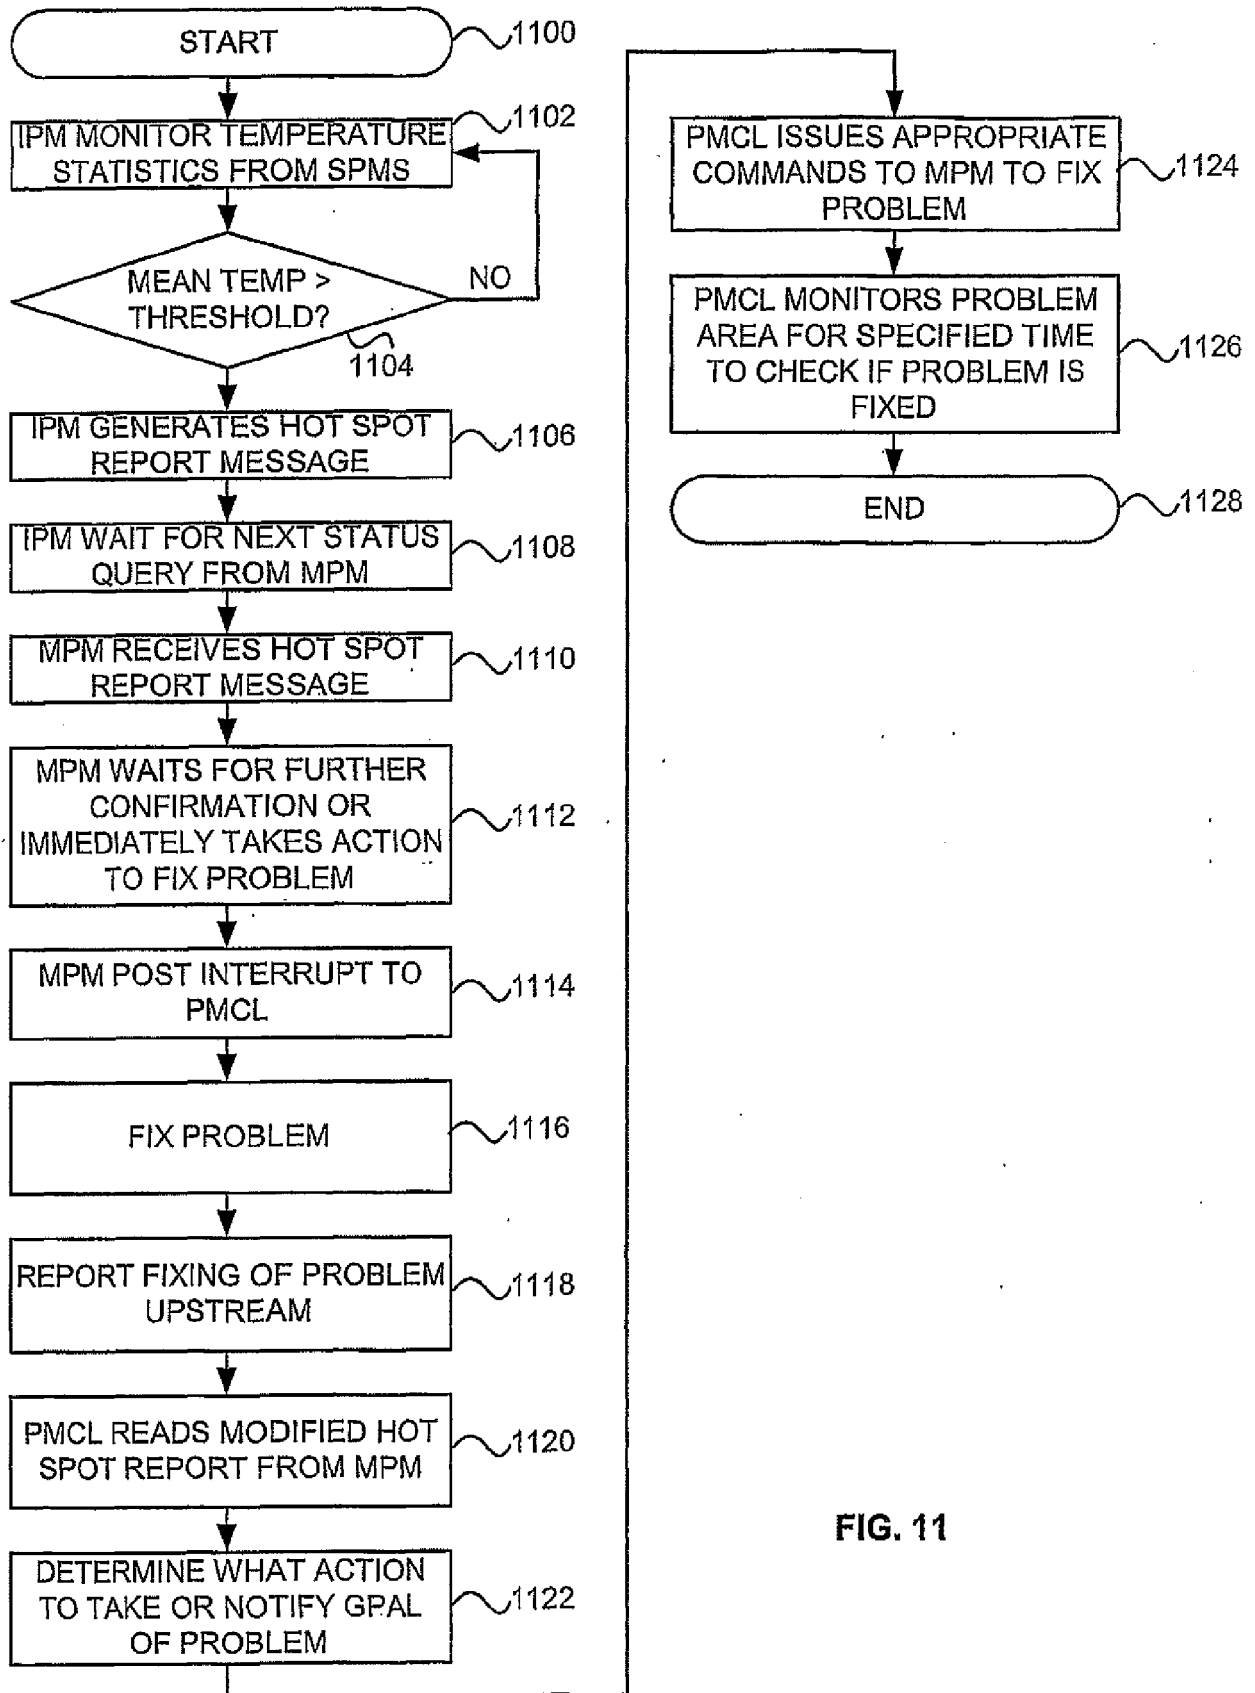 START
1100
IPM MONITOR TEMPERATURE
STATISTICS FROM SPMS
1102
MEAN TEMP >
THRESHOLD?
NO
1104
IPM GENERATES HOT SPOT
REPORT MESSAGE
1106
IPM WAIT FOR NEXT STATUS
QUERY FROM MPM
1108
MPM RECEIVES HOT SPOT
REPORT MESSAGE
1110
MPM WAITS FOR FURTHER
CONFIRMATION OR
IMMEDIATELY TAKES ACTION
TO FIX PROBLEM
1112
MPM POST INTERRUPT TO
PMCL
1114
FIX PROBLEM
1116
REPORT FIXING OF PROBLEM
UPSTREAM
1118
PMCL READS MODIFIED HOT
SPOT REPORT FROM MPM
1120
DETERMINE WHAT ACTION
TO TAKE OR NOTIFY GPAL
OF PROBLEM
1122
PMCL ISSUES APPROPRIATE
COMMANDS TO MPM TO FIX
PROBLEM
1124
PMCL MONITORS PROBLEM
AREA FOR SPECIFIED TIME
TO CHECK IF PROBLEM IS
FIXED
1126
END
1128
FIG. 11